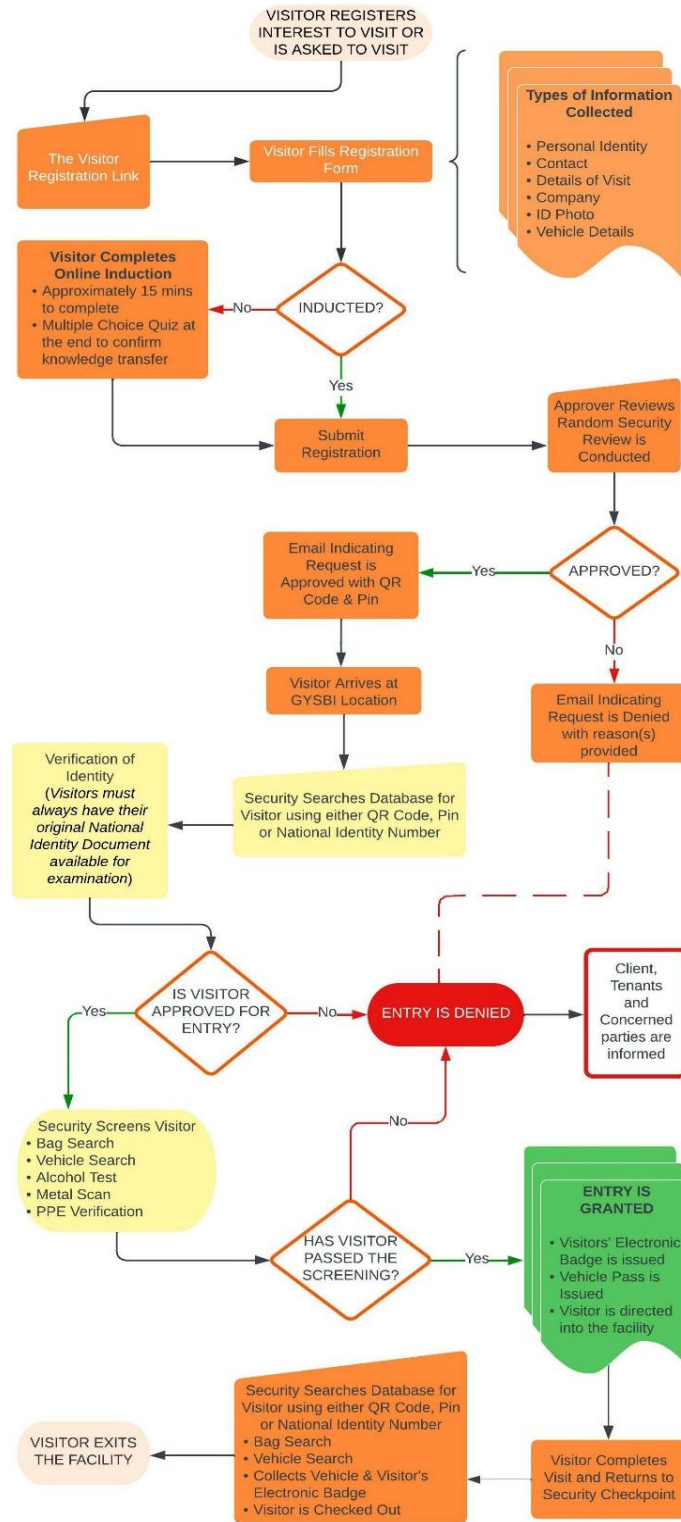 VISITOR REGISTERS
INTEREST TO VISIT OR
IS ASKED TO VISIT
The Visitor
Registration Link
Visitor Fills Registration
Form
Types of Information
Collected
• Personal Identity
• Contact
• Details of Visit
• Company
• ID Photo
• Vehicle Details
Visitor Completes
Online Induction
• Approximately 15 mins
to complete
• Multiple Choice Quiz at
the end to confirm
knowledge transfer
No
INDUCTED?
Yes
Submit
Registration
Approver Reviews
Random Security
Review is
Conducted
Email Indicating
Request is
Approved with QR
Code & Pin
Yes
APPROVED?
No
Visitor Arrives at
GYSBI Location
Email Indicating
Request is Denied
with reason(s)
provided
Verification of
Identity
(Visitors must
always have their
original National
Identity Document
available for
examination)
Security Searches Database for
Visitor using either QR Code, Pin
or National Identity Number
IS VISITOR
APPROVED FOR
ENTRY?
Yes
No
ENTRY IS DENIED
Client,
Tenants
and
Concerned
parties are
informed
No
Security Screens Visitor
• Bag Search
• Vehicle Search
• Alcohol Test
• Metal Scan
• PPE Verification
HAS VISITOR
PASSED THE
SCREENING?
Yes
ENTRY IS
GRANTED
• Visitors' Electronic
Badge is issued
• Vehicle Pass is
Issued
• Visitor is directed
into the facility
Visitor Completes
Visit and Returns to
Security Checkpoint
Security Searches Database for
Visitor using either QR Code, Pin
or National Identity Number
• Bag Search
• Vehicle Search
• Collects Vehicle & Visitor's
Electronic Badge
• Visitor is Checked Out
VISITOR EXITS
THE FACILITY